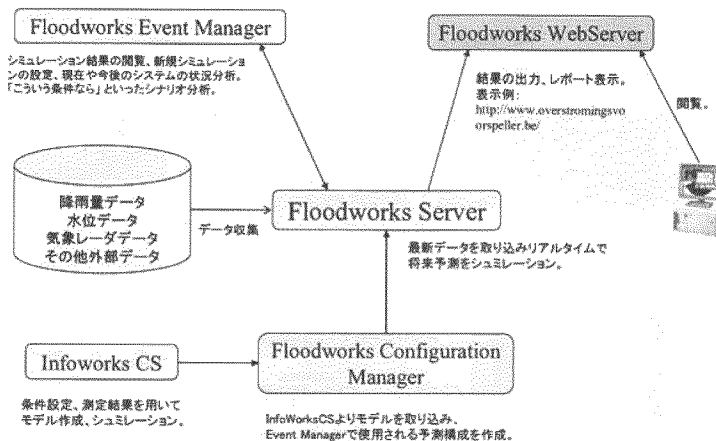 Floodworks Event Manager
シミュレーション結果の閲覧、新規シミュレーショ
ンの設定、現在や今後のシステムの状況分析。
「こういう条件なら」といったシナリオ分析。
Floodworks WebServer
結果の出力、レポート表示。
表示例:
http://www.overstromingsvo
orspeller.be/
閲覧。
降雨量データ
水位データ
気象レーダデータ
その他外部データ
データ収集
Floodworks Server
最新データを取り込みリアルタイムで
将来予測をシュミレーション。
Infoworks CS
条件設定、測定結果を用いて
モデル作成、シュミレーション。
Floodworks Configuration
Manager
InfoWorksCSよりモデルを取り込み、
Event Managerで使用される予測構成を作成。